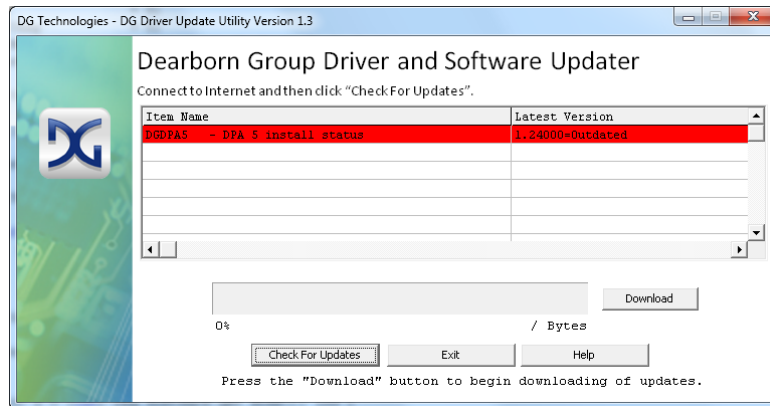 DG Technologies - DG Driver Update Utility Version 1.3
Dearborn Group Driver and Software Updater
Connect to Internet and then click “Check For Updates”.
Item Name Latest Version
DGDPA5 - DPA 5 install status 1.24000=Outdated
DG
Download
0% / Bytes
Check For Updates Exit Help
Press the "Download" button to begin downloading of updates.